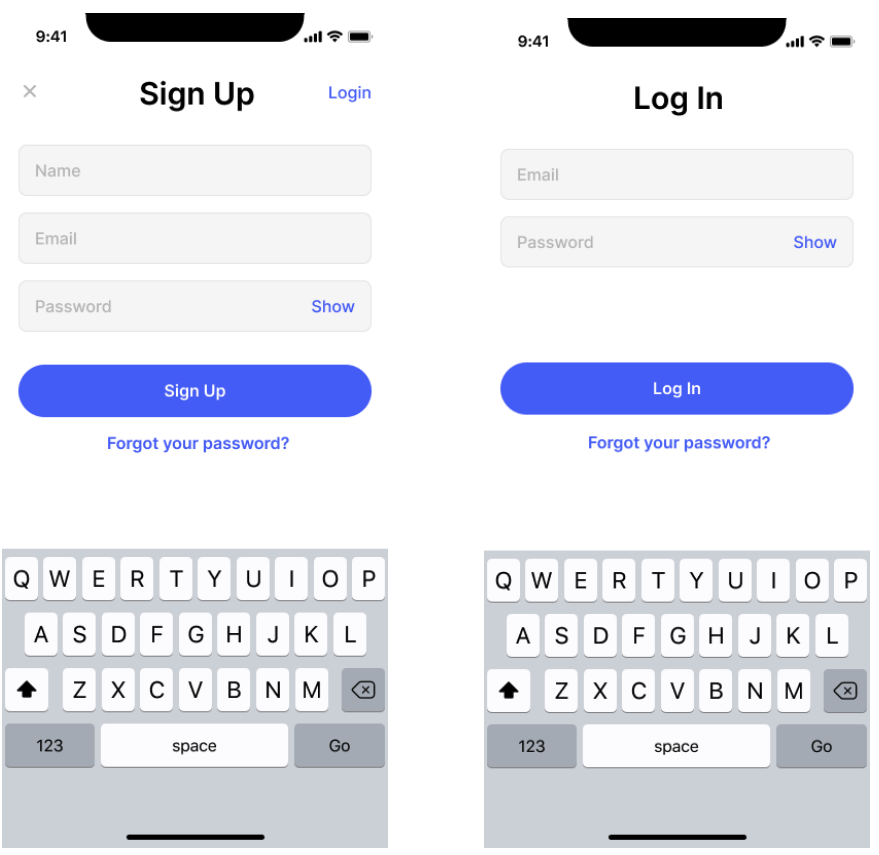 9:41
Sign Up
Login
Name
Email
Password
Show
Sign Up
Forgot your password?
Q W E R T Y U I O P
A S D F G H J K L
Z X C V B N M
123 space Go
9:41
Log In
Email
Password
Show
Log In
Forgot your password?
Q W E R T Y U I O P
A S D F G H J K L
Z X C V B N M
123 space Go